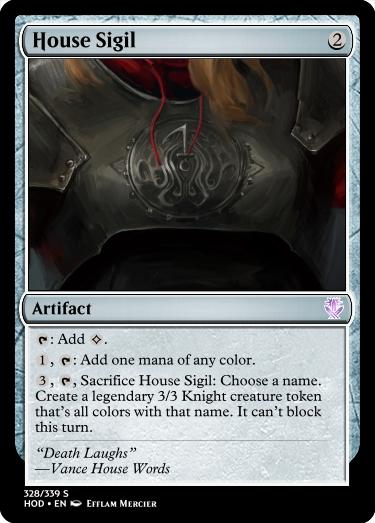 House Sigil 2
Artifact
: Add .
1, : Add one mana of any color.
3, , Sacrifice House Sigil: Choose a name.
Create a legendary 3/3 Knight creature token
that's all colors with that name. It can't block
this turn.
“Death Laughs”
—Vance House Words
328/339 S
HOD • EN Efflam Mercier